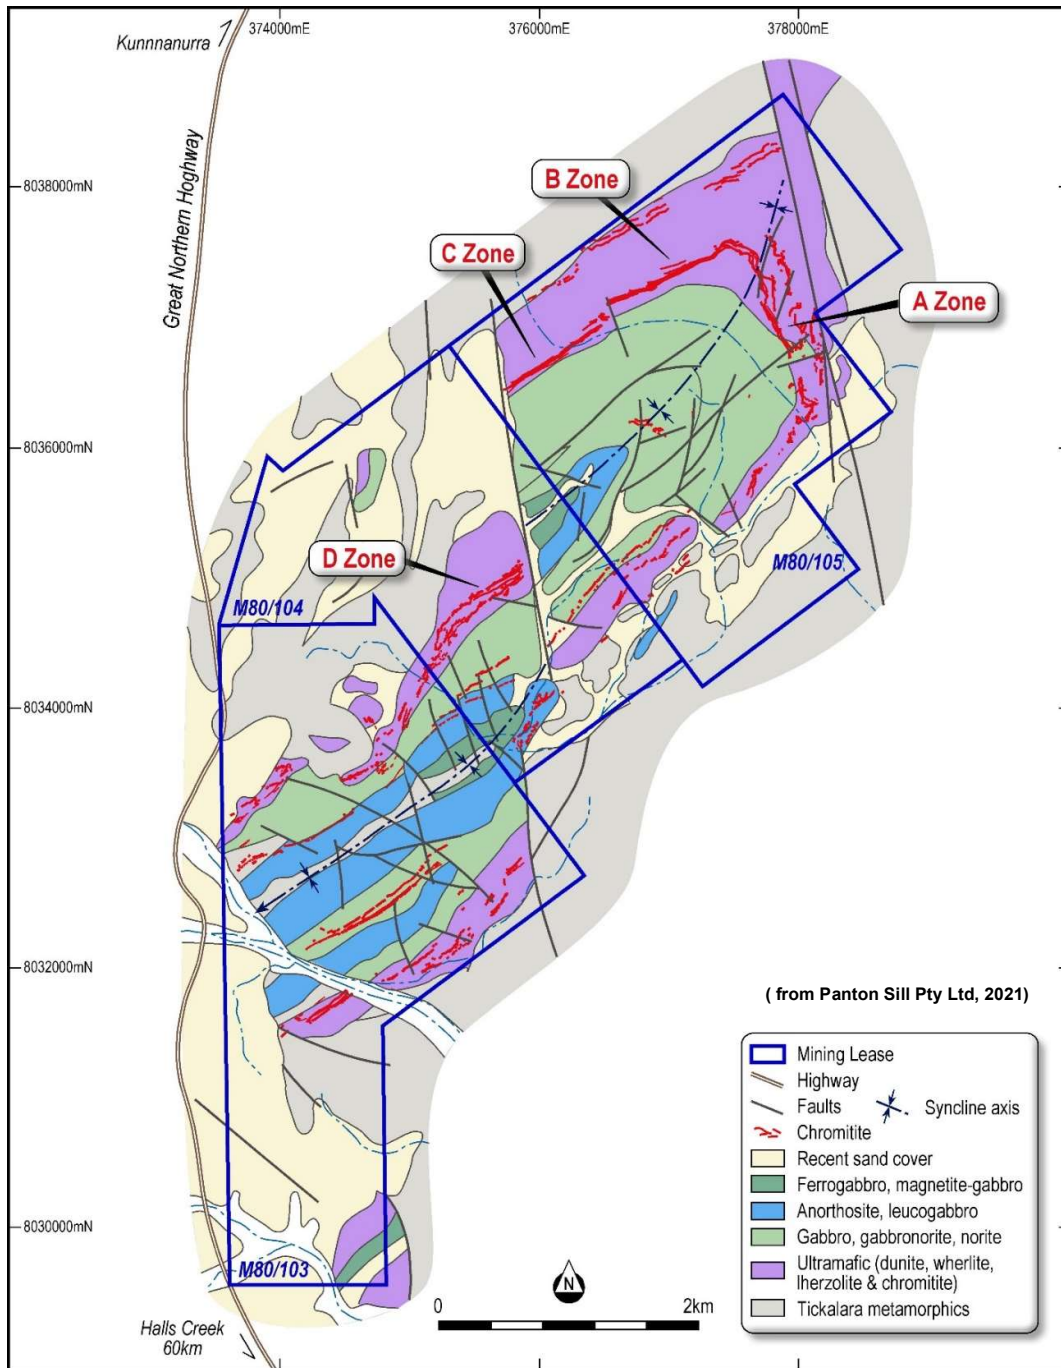 374000mE
376000mE
378000mE
Kunnnanurra
Great Northern Hoghway
8038000mN
B Zone
C Zone
A Zone
8036000mN
D Zone
M80/105
M80/104
8034000mN
8032000mN
( from Panton Sill Pty Ltd, 2021)
Mining Lease
Highway
Faults
Syncline axis
Chromitite
Recent sand cover
Ferrogabbro, magnetite-gabbro
Anorthosite, leucogabbro
Gabbro, gabbronorite, norite
Ultramafic (dunite, wherlite,
lherzolite & chromitite)
Tickalara metamorphics
8030000mN
M80/103
N
0
2km
Halls Creek
60km